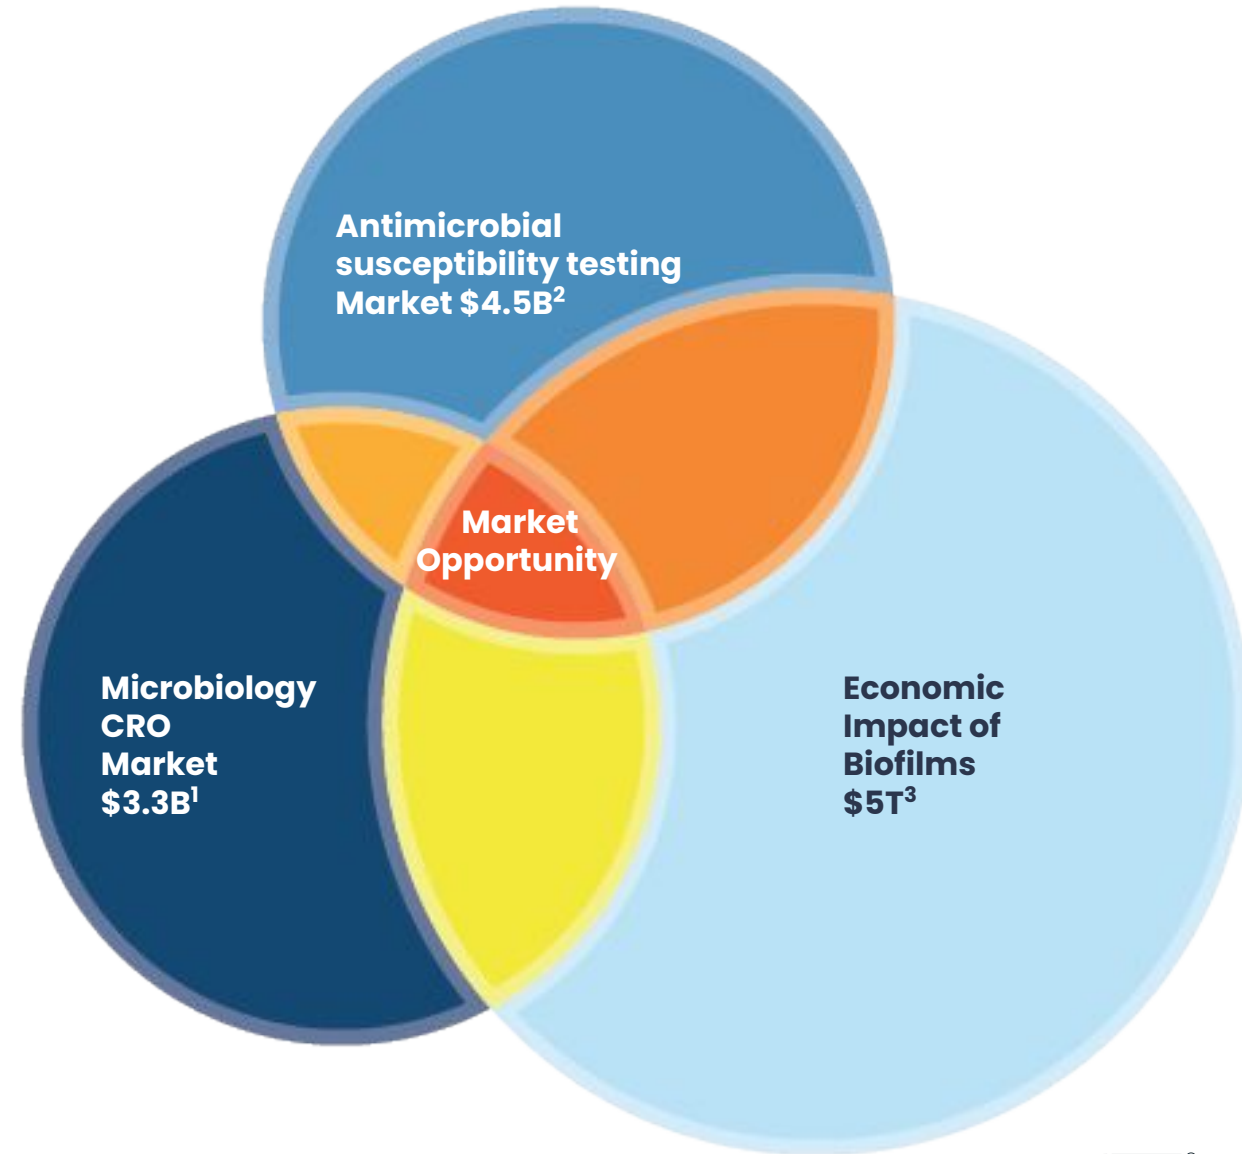 Antimicrobial
susceptibility testing
Market $4.5B²
Market
Opportunity
Microbiology
CRO
Market
$3.3B¹
Economic
Impact of
Biofilms
$5T³